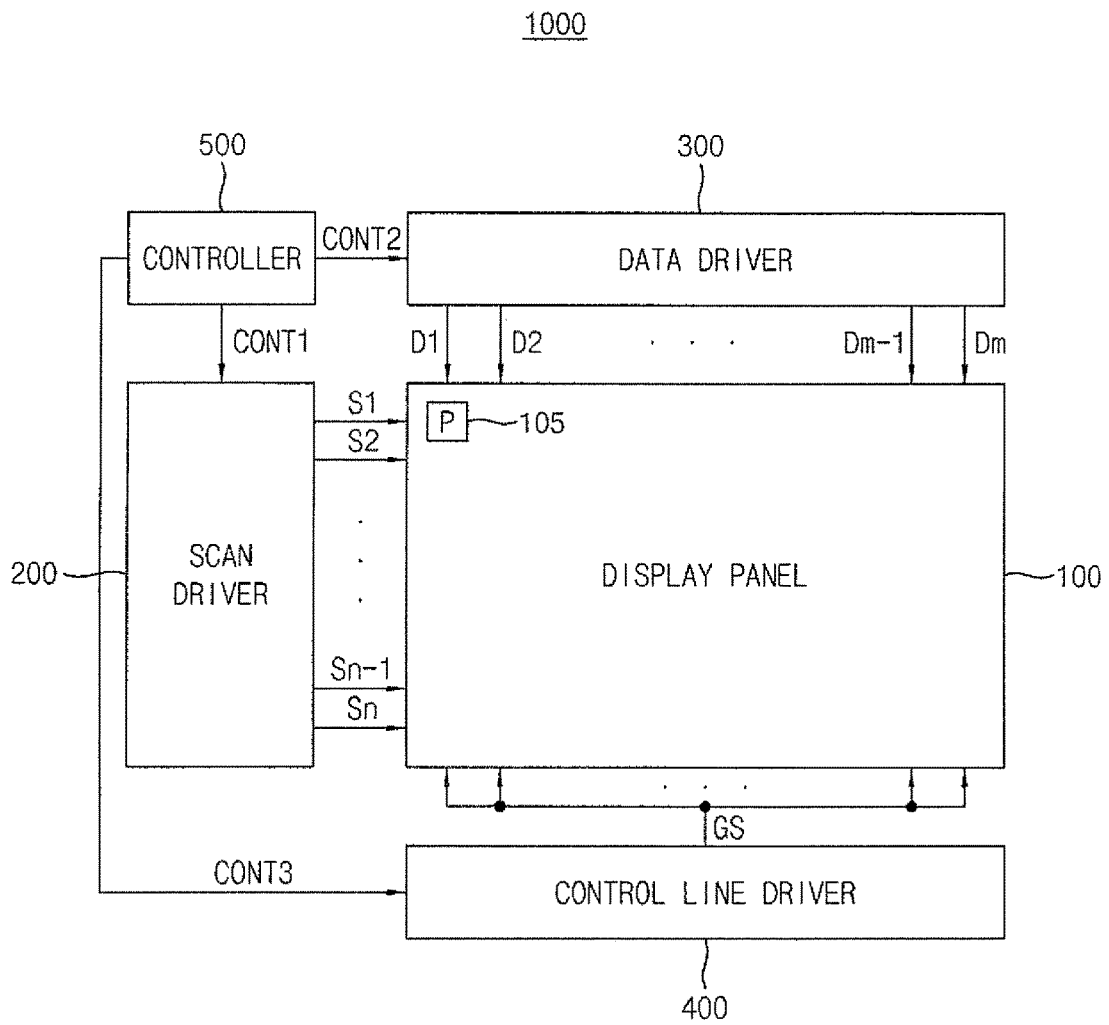 1000
500
300
CONTROLLER
CONT2
DATA DRIVER
CONT1
D1
D2
. . .
Dm-1
Dm
S1
P
105
S2
.
.
.
200
SCAN
DRIVER
DISPLAY PANEL
100
Sn-1
Sn
. . .
GS
CONT3
CONTROL LINE DRIVER
400